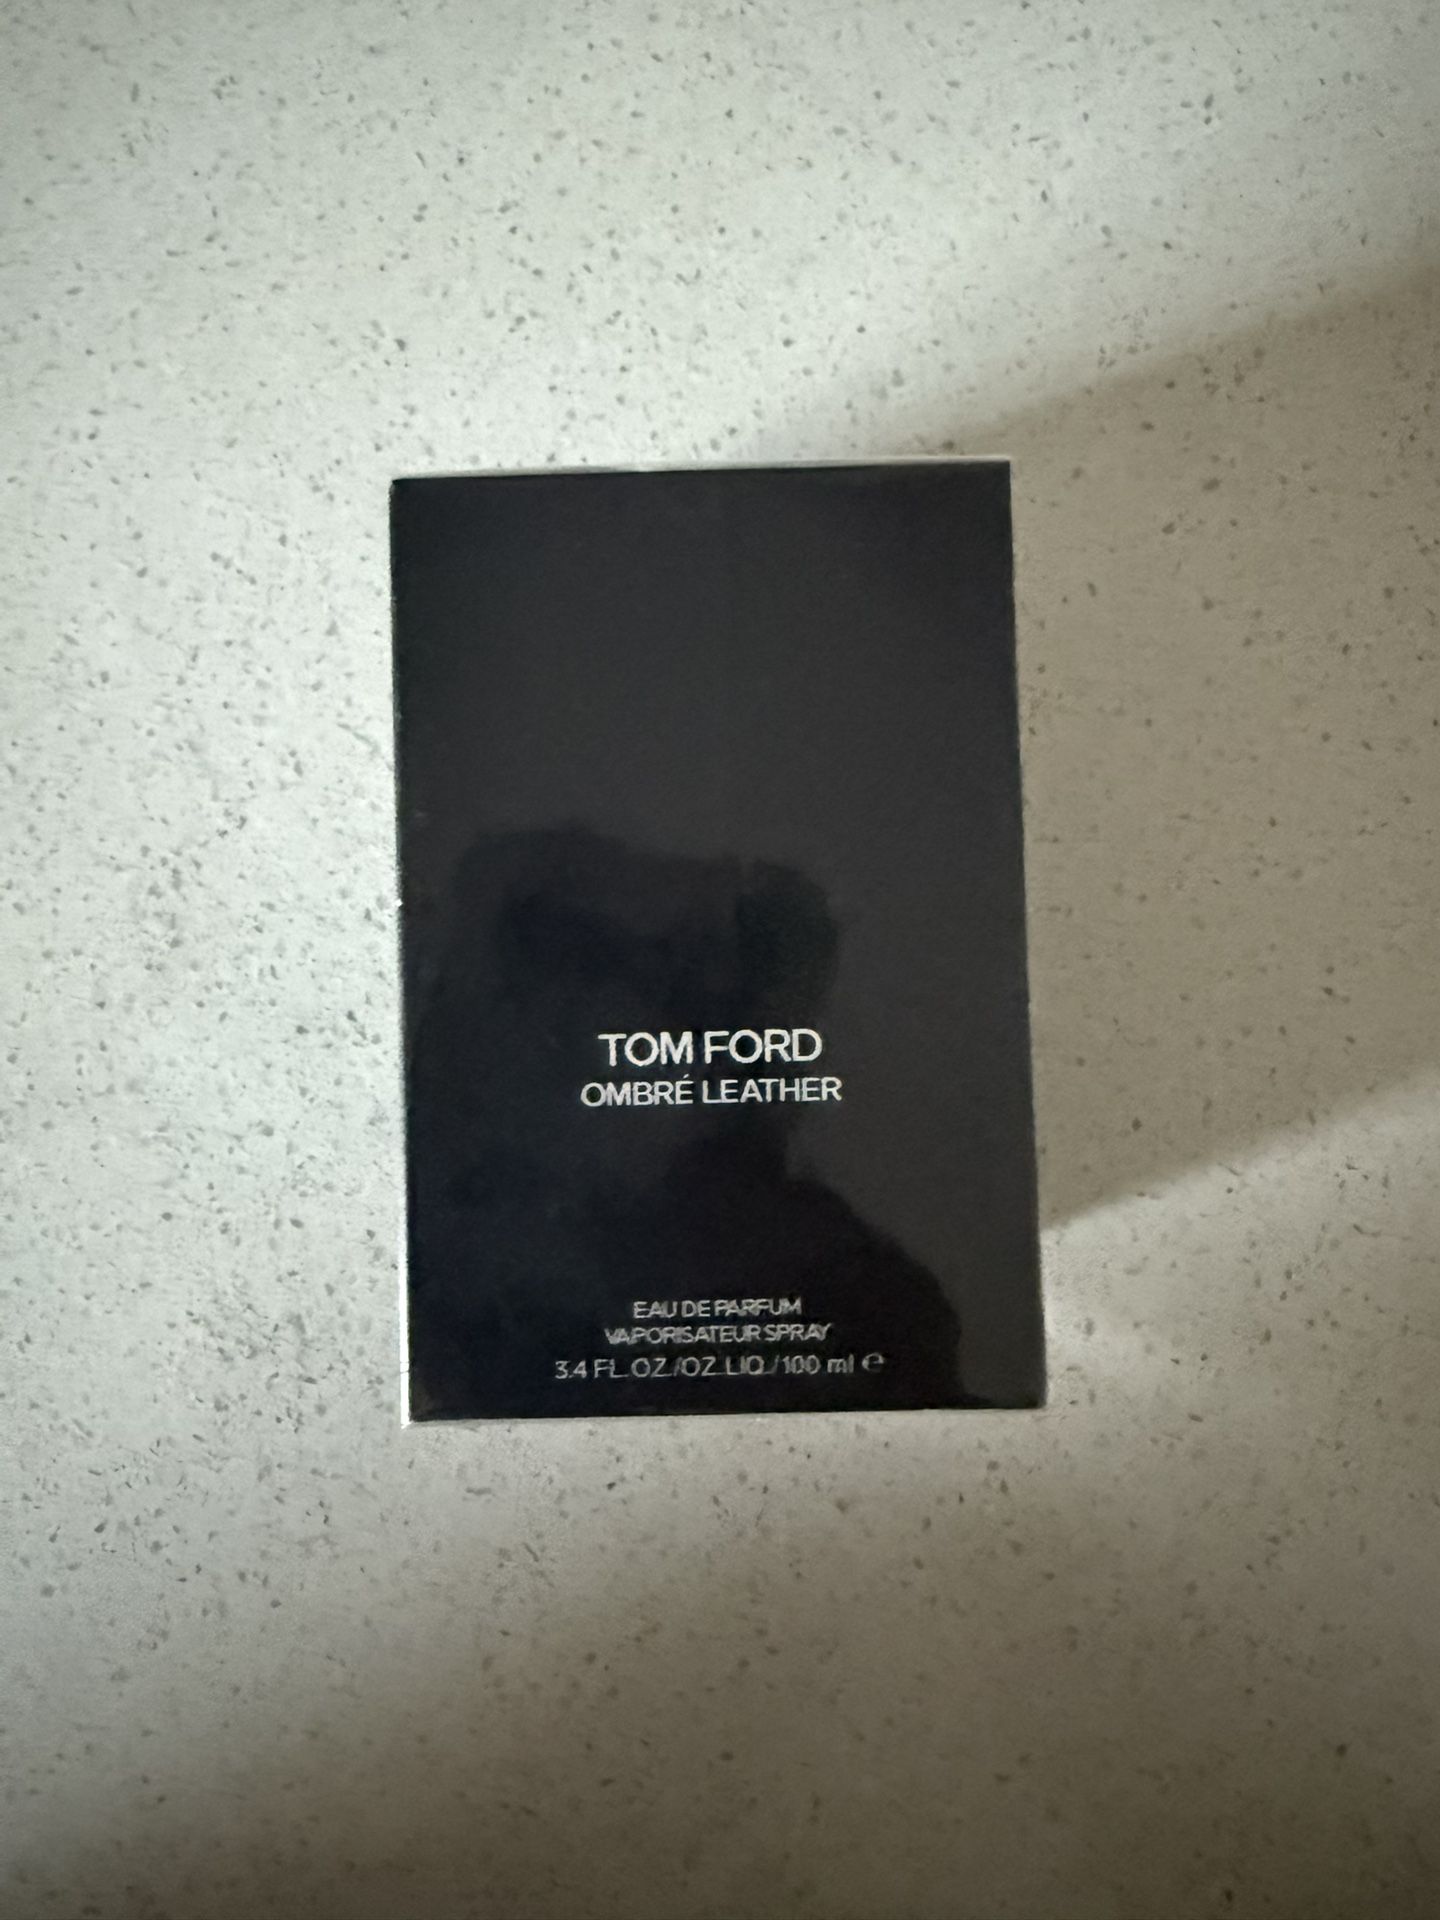 TOM FORD
OMBRÉ LEATHER
EAU DE PARFUM
VAPORISATEUR SPRAY
3.4 FL.OZ./OZ.LIQ./100 ml ℮